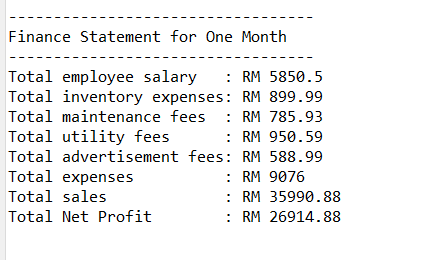 ----------------------------------
Finance Statement for One Month
----------------------------------
Total employee salary   : RM 5850.5
Total inventory expenses: RM 899.99
Total maintenance fees  : RM 785.93
Total utility fees      : RM 950.59
Total advertisement fees: RM 588.99
Total expenses          : RM 9076
Total sales             : RM 35990.88
Total Net Profit        : RM 26914.88